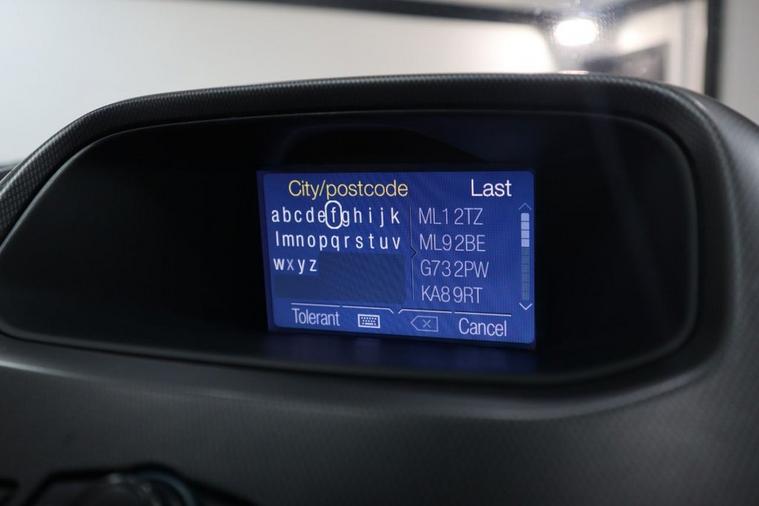 City/postcode
abcdefghijk
lmnopqrstuv
wxyz
Last
ML1 2TZ
ML9 2BE
G73 2PW
KA8 9RT
Tolerant
Cancel